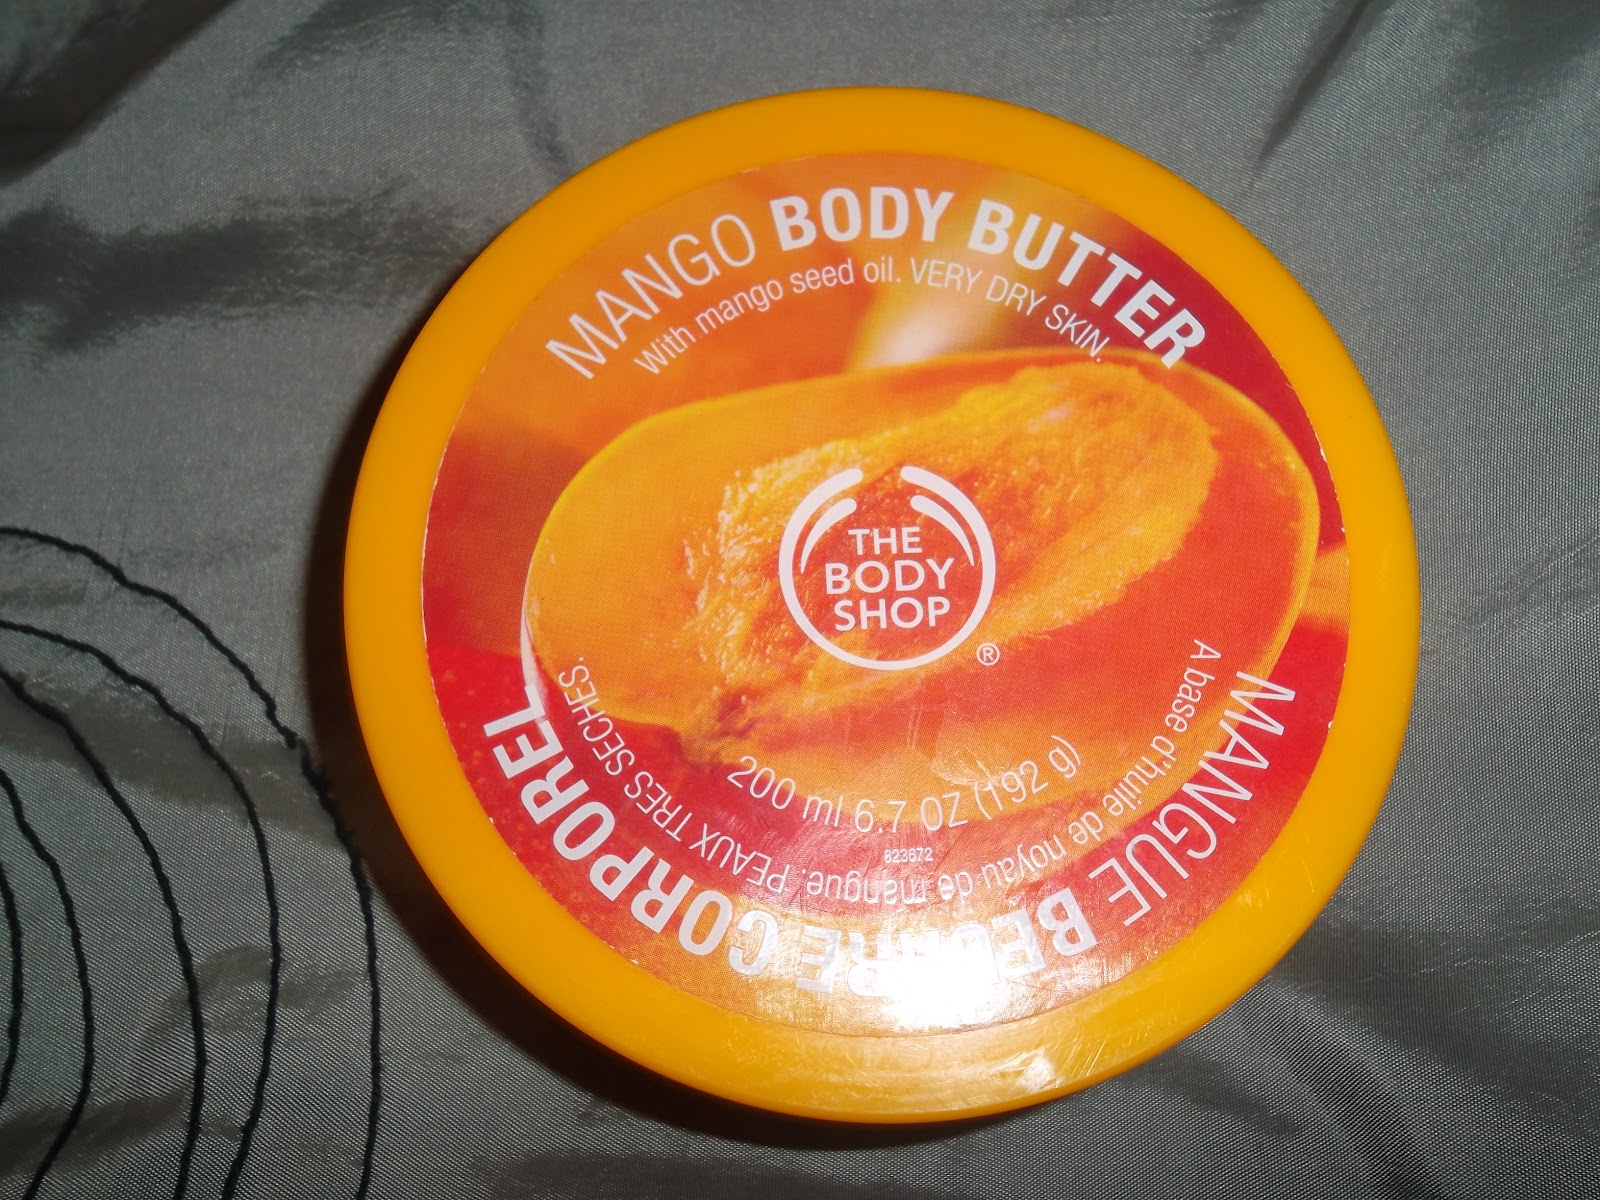 MANGO BODY BUTTER
With mango seed oil. VERY DRY SKIN.
THE
BODY
SHOP
®
200 ml 6.7 OZ (192 g)
823672
A base d'huile de noyau de mangue. PEAUX TRES SECHES.
MANGUE BEURRE CORPOREL